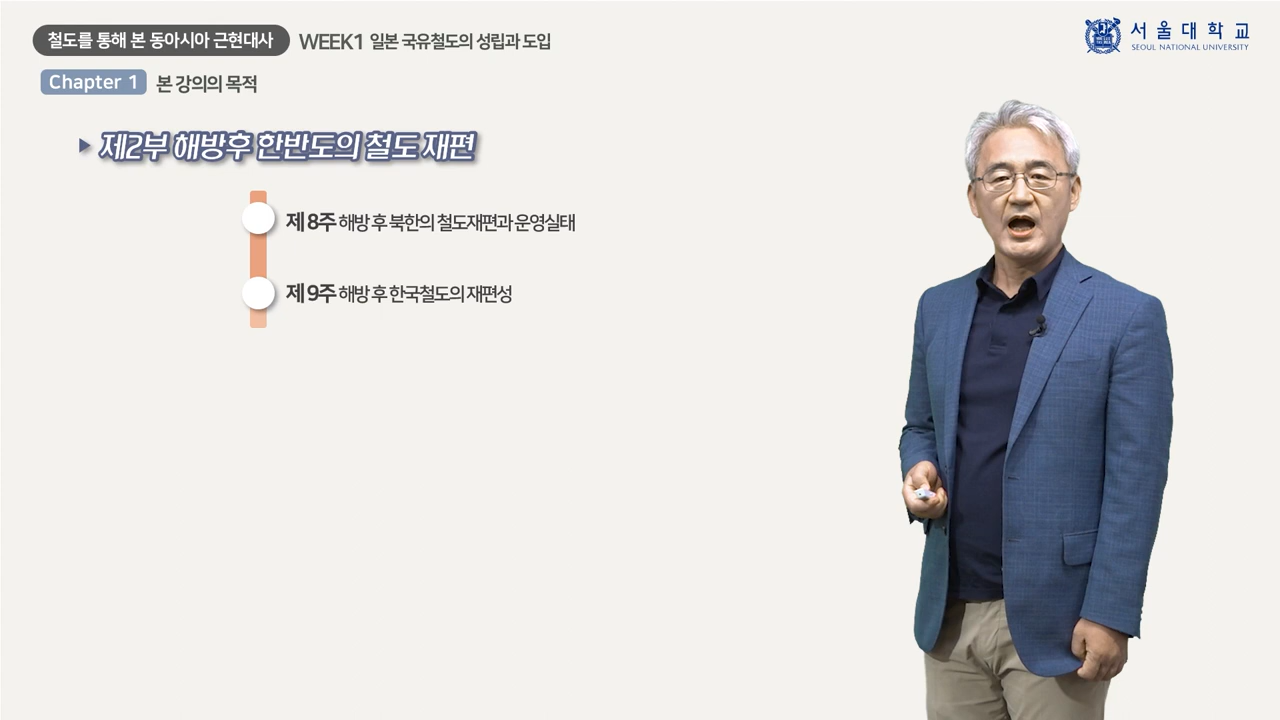 철도를 통해 본 동아시아 근현대사 WEEK1 일본 국유철도의 성립과 도입
서울대학교
SEOUL NATIONAL UNIVERSITY
Chapter 1 본 강의의 목적
제2부 해방후 한반도의 철도 재편
제8주 해방 후 북한의 철도재편과 운영실태
제9주 해방 후 한국철도의 재편성